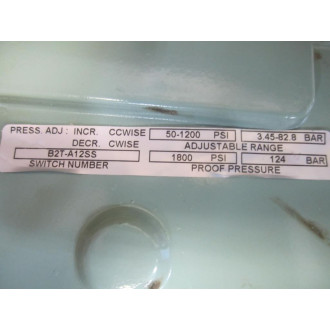 PRESS. ADJ : INCR. CCWISE 50-1200 PSI 3.45-82.8 BAR
DECR. CWISE ADJUSTABLE RANGE
B2T-A12SS 1800 PSI 124 BAR
SWITCH NUMBER PROOF PRESSURE